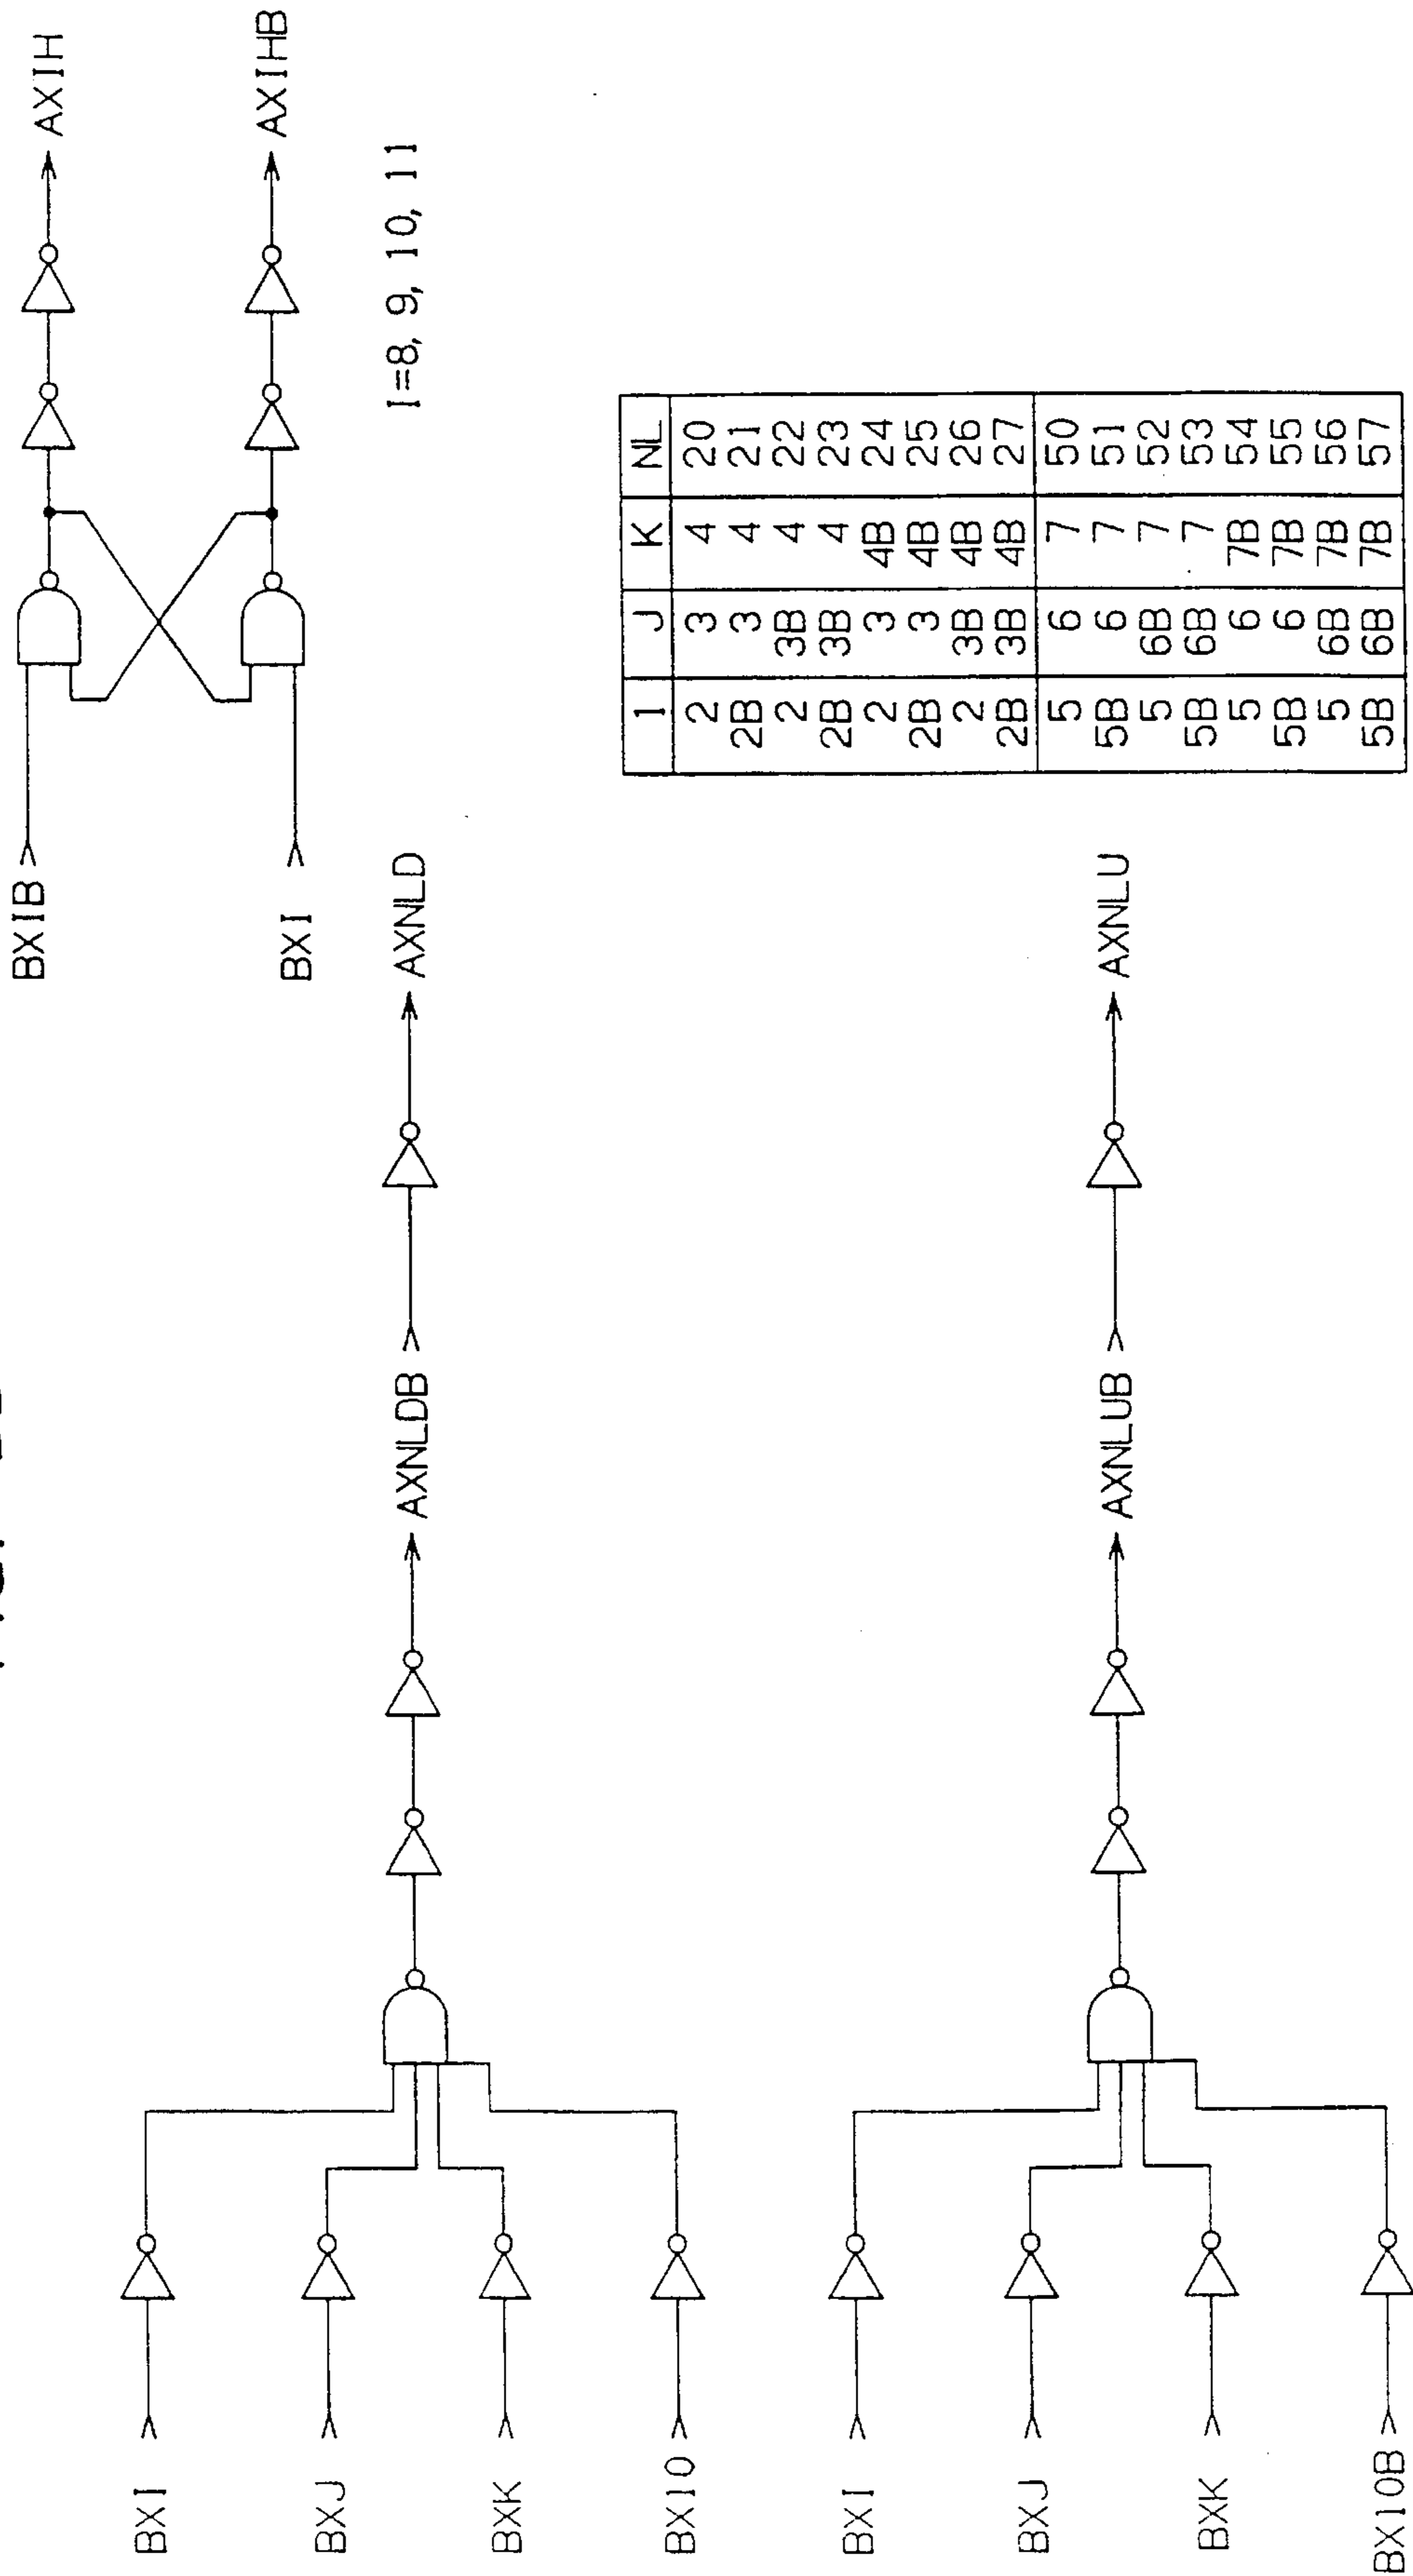 BXI
BXJ
BXK
BX10
AXNLDB
AXNLD
BXIB
BXI
AXIH
AXIHB
I=8, 9, 10, 11
BXI
BXJ
BXK
BX10B
AXNLUB
AXNLU
I J K NL
2 3 4 20
2B 3 4 21
2 3B 4 22
2B 3B 4 23
2 3 4B 24
2B 3 4B 25
2 3B 4B 26
2B 3B 4B 27
5 6 7 50
5B 6 7 51
5 6B 7 52
5B 6B 7 53
5 6 7B 54
5B 6 7B 55
5 6B 7B 56
5B 6B 7B 57